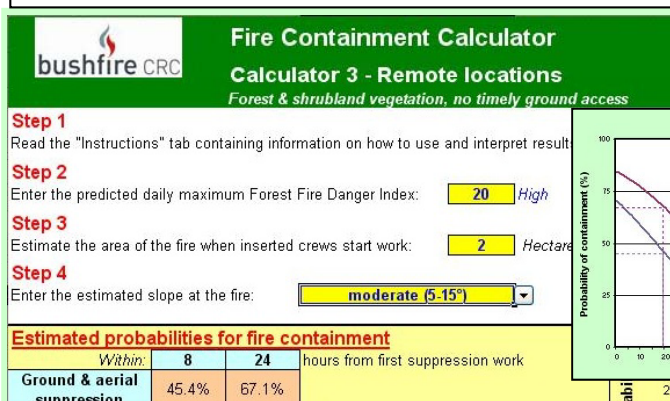 bushfire CRC
Fire Containment Calculator
Calculator 3 - Remote locations
Forest & shrubland vegetation, no timely ground access
Step 1
Read the "Instructions" tab containing information on how to use and interpret result
Step 2
Enter the predicted daily maximum Forest Fire Danger Index: 20 High
Step 3
Estimate the area of the fire when inserted crews start work: 2 Hectare
Step 4
Enter the estimated slope at the fire: moderate (5-15°)
Probability of containment (%)
100
75
50
25
0
0 10 20
Estimated probabilities for fire containment
Within: 8 24 hours from first suppression work
Ground & aerial
suppression 45.4% 67.1%
abi
2